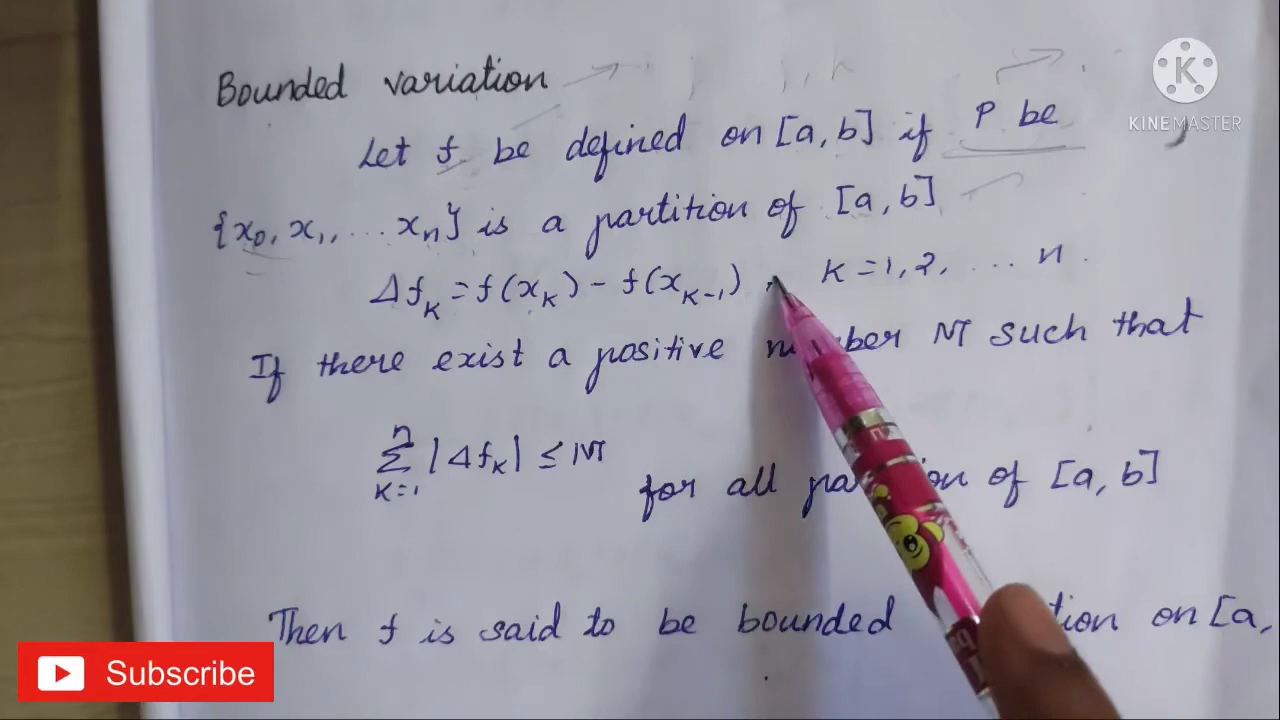 Bounded variation
KINEMASTER
Let f be defined on [a, b] if P be
{x₀, x₁, ... xₙ} is a partition of [a, b]
Δfₖ = f(xₖ) - f(xₖ₋₁), K = 1, 2, ... n.
If there exist a positive number M such that
n
Σ |Δfₖ| ≤ M
K=1
for all partition of [a, b]
Then f is said to be bounded on [a,
Subscribe